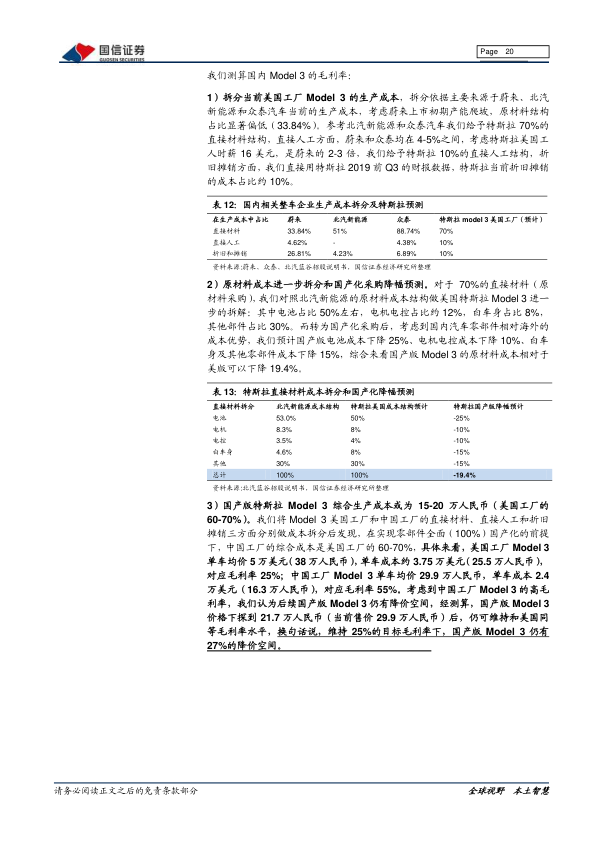 国信证券
GUOSEN SECURITIES
Page 20
我们测算国内 Model 3 的毛利率：
1）拆分当前美国工厂 Model 3 的生产成本，拆分依据主要来源于蔚来、北汽
新能源和众泰汽车当前的生产成本，考虑蔚来上市初期产能爬坡，原材料结构
占比显著偏低（33.84%）。参考北汽新能源和众泰汽车我们给予特斯拉 70%的
直接材料结构，直接人工方面，蔚来和众泰均在 4-5%之间，考虑特斯拉美国工
人时薪 16 美元，是蔚来的 2-3 倍，我们给予特斯拉 10%的直接人工结构，折
旧摊销方面，我们直接用特斯拉 2019 前 Q3 的财报数据，特斯拉当前折旧摊销
的成本占比约 10%。
表 12：国内相关整车企业生产成本拆分及特斯拉预测
在生产成本中占比 蔚来 北汽新能源 众泰 特斯拉 model 3 美国工厂（预计）
直接材料 33.84% 51% 88.74% 70%
直接人工 4.62% - 4.38% 10%
折旧和摊销 26.81% 4.23% 6.89% 10%
资料来源:蔚来、众泰、北汽蓝谷招股说明书、国信证券经济研究所整理
2）原材料成本进一步拆分和国产化采购降幅预测。对于 70%的直接材料（原
材料采购），我们对照北汽新能源的原材料成本结构做美国特斯拉 Model 3 进一
步的拆解：其中电池占比 50%左右，电机电控占比约 12%，白车身占比 8%，
其他部件占比 30%。而转为国产化采购后，考虑到国内汽车零部件相对海外的
成本优势，我们预计国产版电池成本下降 25%、电机电控成本下降 10%、白车
身及其他零部件成本下降 15%，综合来看国产版 Model 3 的原材料成本相对于
美版可以下降 19.4%。
表 13：特斯拉直接材料成本拆分和国产化降幅预测
直接材料拆分 北汽新能源成本结构 特斯拉美国成本结构预计 特斯拉国产版降幅预计
电池 53.0% 50% -25%
电机 8.3% 8% -10%
电控 3.5% 4% -10%
白车身 4.6% 8% -15%
其他 30% 30% -15%
总计 100% 100% -19.4%
资料来源:北汽蓝谷招股说明书、国信证券经济研究所整理
3）国产版特斯拉 Model 3 综合生产成本或为 15-20 万人民币（美国工厂的
60-70%）。我们将 Model 3 美国工厂和中国工厂的直接材料、直接人工和折旧
摊销三方面分别做成本拆分后发现，在实现零部件全面（100%）国产化的前提
下，中国工厂的综合成本是美国工厂的 60-70%，具体来看，美国工厂 Model 3
单车均价 5 万美元（38 万人民币），单车成本约 3.75 万美元（25.5 万人民币），
对应毛利率 25%；中国工厂 Model 3 单车均价 29.9 万人民币，单车成本 2.4
万美元（16.3 万人民币），对应毛利率 55%。考虑到中国工厂 Model 3 的高毛
利率，我们认为后续国产版 Model 3 仍有降价空间，经测算，国产版 Model 3
价格下探到 21.7 万人民币（当前售价 29.9 万人民币）后，仍可维持和美国同
等毛利率水平，换句话说，维持 25%的目标毛利率下，国产版 Model 3 仍有
27%的降价空间。
请务必阅读正文之后的免责条款部分
全球视野 本土智慧